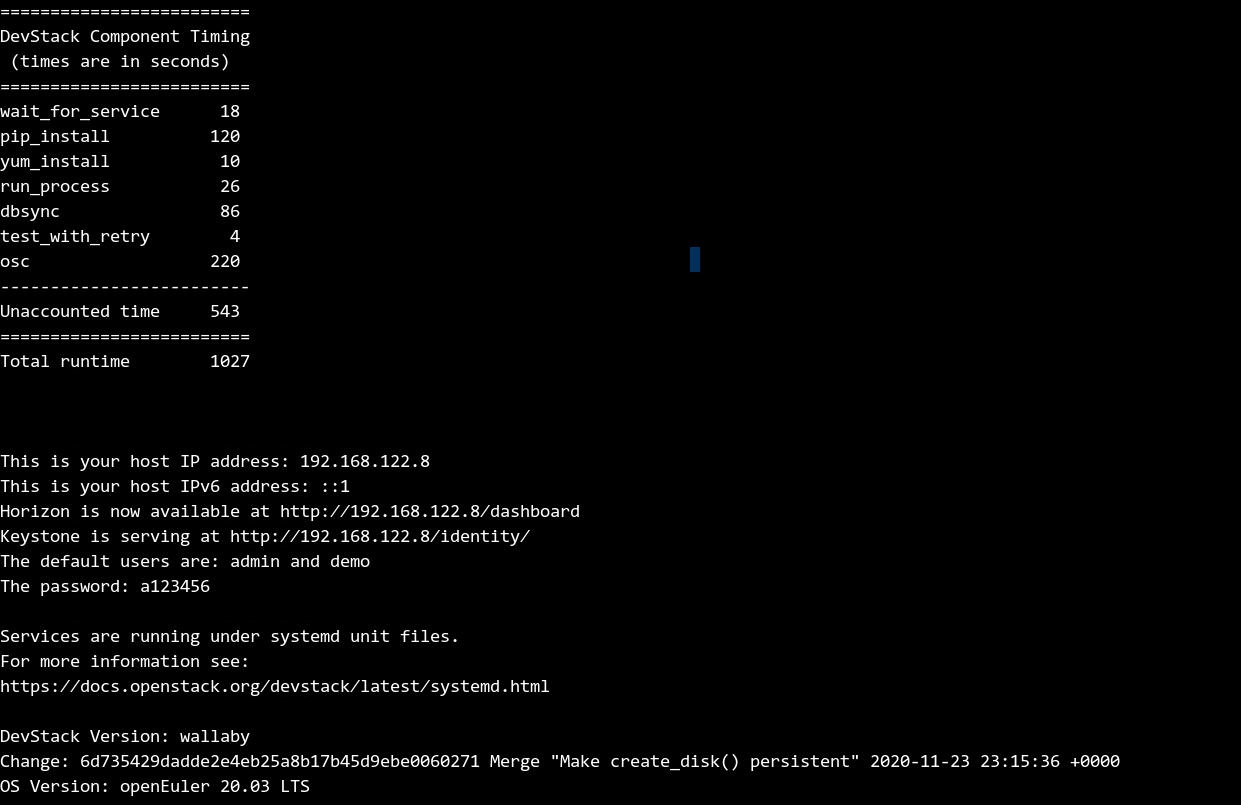 =========================
DevStack Component Timing
 (times are in seconds)
=========================
wait_for_service      18
pip_install          120
yum_install           10
run_process           26
dbsync                86
test_with_retry        4
osc                  220
-------------------------
Unaccounted time     543
=========================
Total runtime        1027
This is your host IP address: 192.168.122.8
This is your host IPv6 address: ::1
Horizon is now available at http://192.168.122.8/dashboard
Keystone is serving at http://192.168.122.8/identity/
The default users are: admin and demo
The password: a123456
Services are running under systemd unit files.
For more information see:
https://docs.openstack.org/devstack/latest/systemd.html
DevStack Version: wallaby
Change: 6d735429dadde2e4eb25a8b17b45d9ebe0060271 Merge "Make create_disk() persistent" 2020-11-23 23:15:36 +0000
OS Version: openEuler 20.03 LTS